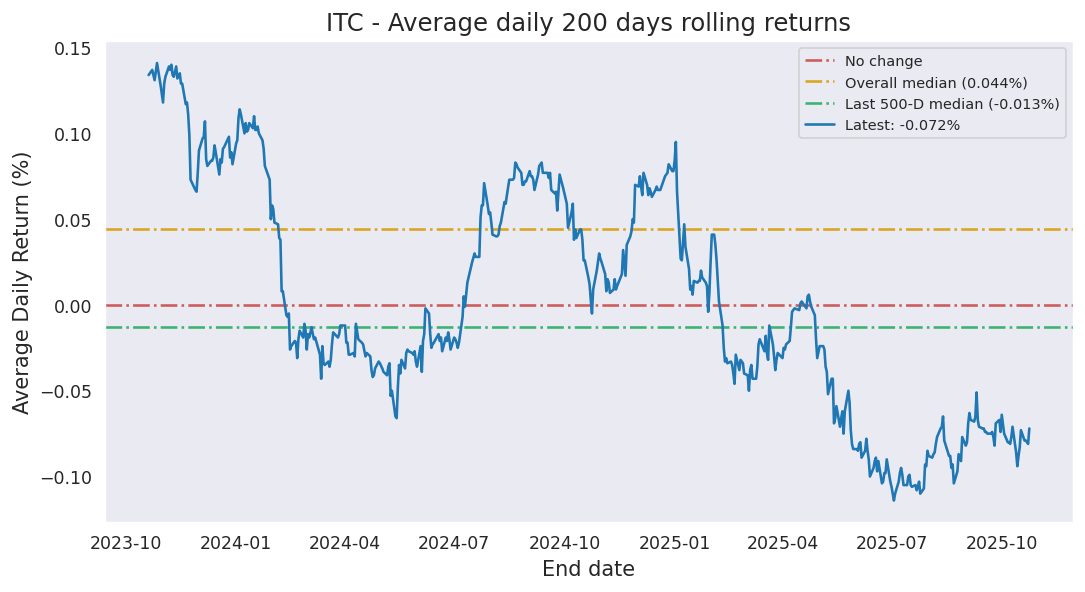 ITC - Average daily 200 days rolling returns
Average Daily Return (%)
0.15
0.10
0.05
0.00
−0.05
−0.10
No change
Overall median (0.044%)
Last 500-D median (-0.013%)
Latest: -0.072%
2023-10
2024-01
2024-04
2024-07
2024-10
2025-01
2025-04
2025-07
2025-10
End date